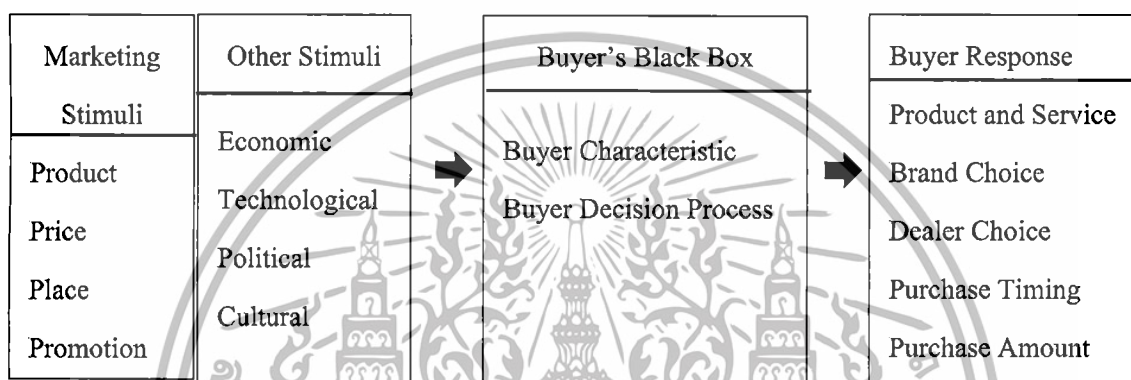 Marketing
Stimuli
Product
Price
Place
Promotion
Other Stimuli
Economic
Technological
Political
Cultural
Buyer's Black Box
Buyer Characteristic
Buyer Decision Process
Buyer Response
Product and Service
Brand Choice
Dealer Choice
Purchase Timing
Purchase Amount